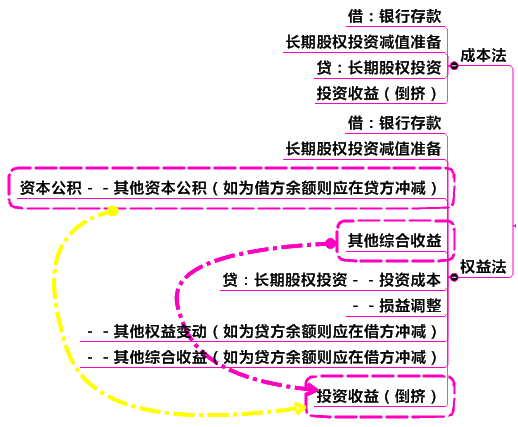 借：银行存款
长期股权投资减值准备
成本法
贷：长期股权投资
投资收益（倒挤）
借：银行存款
长期股权投资减值准备
资本公积－－其他资本公积（如为借方余额则应在贷方冲减）
其他综合收益
权益法
贷：长期股权投资－－投资成本
－－损益调整
－－其他权益变动（如为贷方余额则应在借方冲减）
－－其他综合收益（如为贷方余额则应在借方冲减）
投资收益（倒挤）